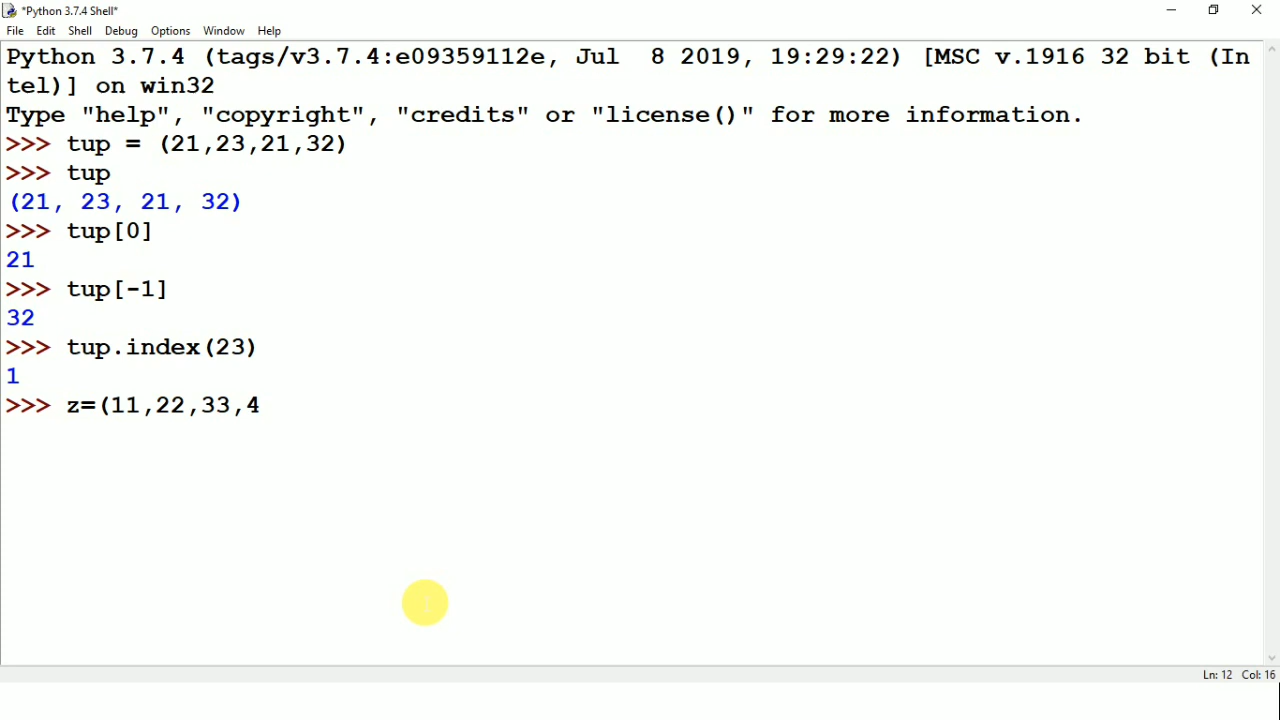 *Python 3.7.4 Shell*
File Edit Shell Debug Options Window Help
Python 3.7.4 (tags/v3.7.4:e09359112e, Jul  8 2019, 19:29:22) [MSC v.1916 32 bit (In
tel)] on win32
Type "help", "copyright", "credits" or "license()" for more information.
>>> tup = (21,23,21,32)
>>> tup
(21, 23, 21, 32)
>>> tup[0]
21
>>> tup[-1]
32
>>> tup.index(23)
1
>>> z=(11,22,33,4
Ln: 12 Col: 16